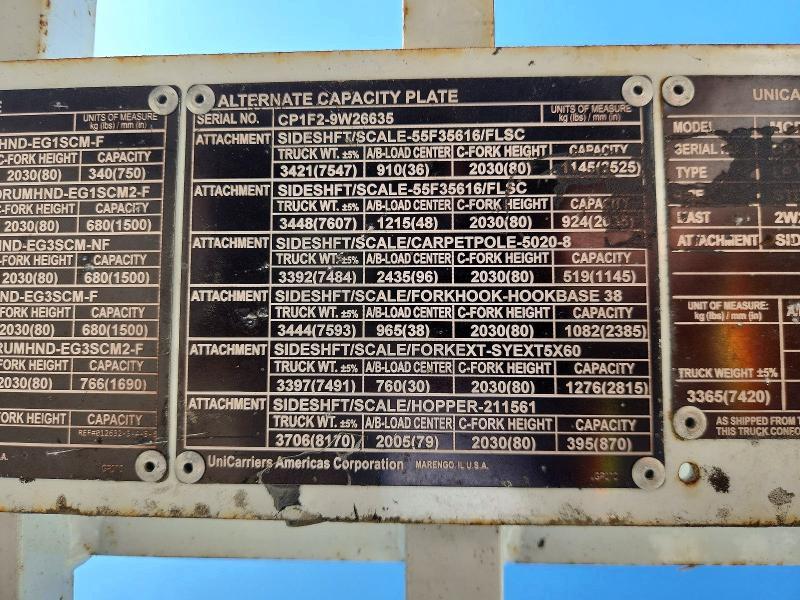 E
UNITS OF MEASURE
kg (lbs) / mm (in)
HND-EG1SCM-F
C-FORK HEIGHT CAPACITY
2030(80) 340(750)
DRUMHND-EG1SCM2-F
C-FORK HEIGHT CAPACITY
2030(80) 680(1500)
HND-EG3SCM-NF
C-FORK HEIGHT CAPACITY
2030(80) 680(1500)
HND-EG3SCM-F
C-FORK HEIGHT CAPACITY
2030(80) 680(1500)
DRUMHND-EG3SCM2-F
C-FORK HEIGHT CAPACITY
2030(80) 766(1690)
FORK HEIGHT CAPACITY
.A.
ALTERNATE CAPACITY PLATE
UNITS OF MEASURE
kg (lbs) / mm (in)
SERIAL NO. CP1F2-9W26635
ATTACHMENT SIDESHFT/SCALE-55F35616/FLSC
TRUCK WT. ±5% A/B-LOAD CENTER C-FORK HEIGHT CAPACITY
3421(7547) 910(36) 2030(80) 1145(2525)
ATTACHMENT SIDESHFT/SCALE-55F35616/FLSC
TRUCK WT. ±5% A/B-LOAD CENTER C-FORK HEIGHT CAPACITY
3448(7607) 1215(48) 2030(80)
ATTACHMENT SIDESHFT/SCALE/CARPETPOLE-5020-8
TRUCK WT. ±5% A/B-LOAD CENTER C-FORK HEIGHT CAPACITY
3392(7484) 2435(96) 2030(80) 519(1145)
ATTACHMENT SIDESHFT/SCALE/FORKHOOK-HOOKBASE 38
TRUCK WT. ±5% A/B-LOAD CENTER C-FORK HEIGHT CAPACITY
3444(7593) 965(38) 2030(80) 1082(2385)
ATTACHMENT SIDESHFT/SCALE/FORKEXT-SYEXT5X60
TRUCK WT. ±5% A/B-LOAD CENTER C-FORK HEIGHT CAPACITY
3397(7491) 760(30) 2030(80) 1276(2815)
ATTACHMENT SIDESHFT/SCALE/HOPPER-211561
TRUCK WT. ±5% A/B-LOAD CENTER C-FORK HEIGHT CAPACITY
3706(8170) 2005(79) 2030(80) 395(870)
UniCarriers Americas Corporation MARENGO, IL U.S.A.
UNICA
MODEL
SERIAL
TYPE
MAST 2W
ATTACHMENT SID
UNIT OF MEASURE:
kg (lbs) / mm (in)
TRUCK WEIGHT ±5%
3365(7420)
AS SHIPPED FROM
THIS TRUCK CONFO